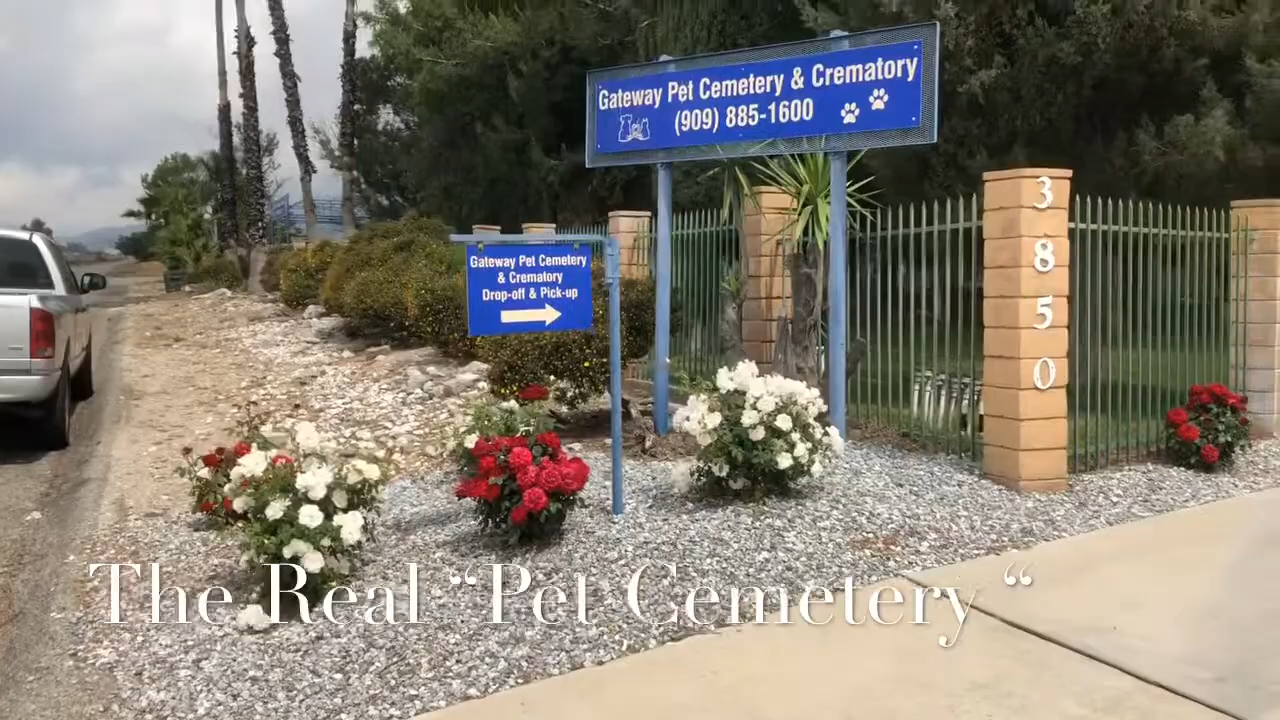 Gateway Pet Cemetery & Crematory
(909) 885-1600
Gateway Pet Cemetery
& Crematory
Drop-off & Pick-up
3
8
5
0
The Real “Pet Cemetery “